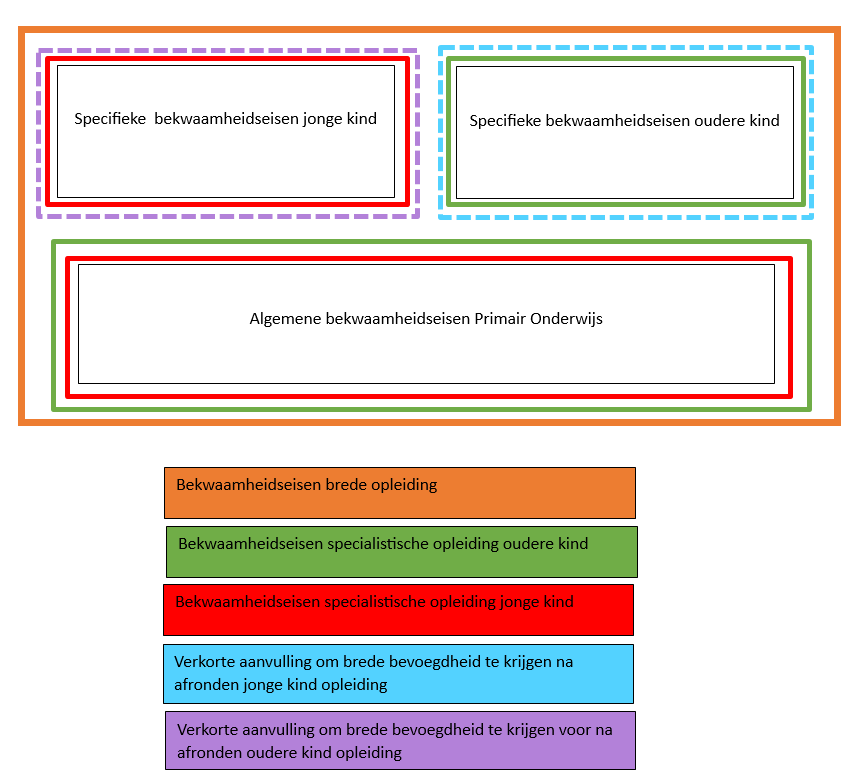 Specifieke bekwaamheidseisen jonge kind
Specifieke bekwaamheidseisen oudere kind
Algemene bekwaamheidseisen Primair Onderwijs
Bekwaamheidseisen brede opleiding
Bekwaamheidseisen specialistische opleiding oudere kind
Bekwaamheidseisen specialistische opleiding jonge kind
Verkorte aanvulling om brede bevoegdheid te krijgen na
afronden jonge kind opleiding
Verkorte aanvulling om brede bevoegdheid te krijgen voor na
afronden oudere kind opleiding